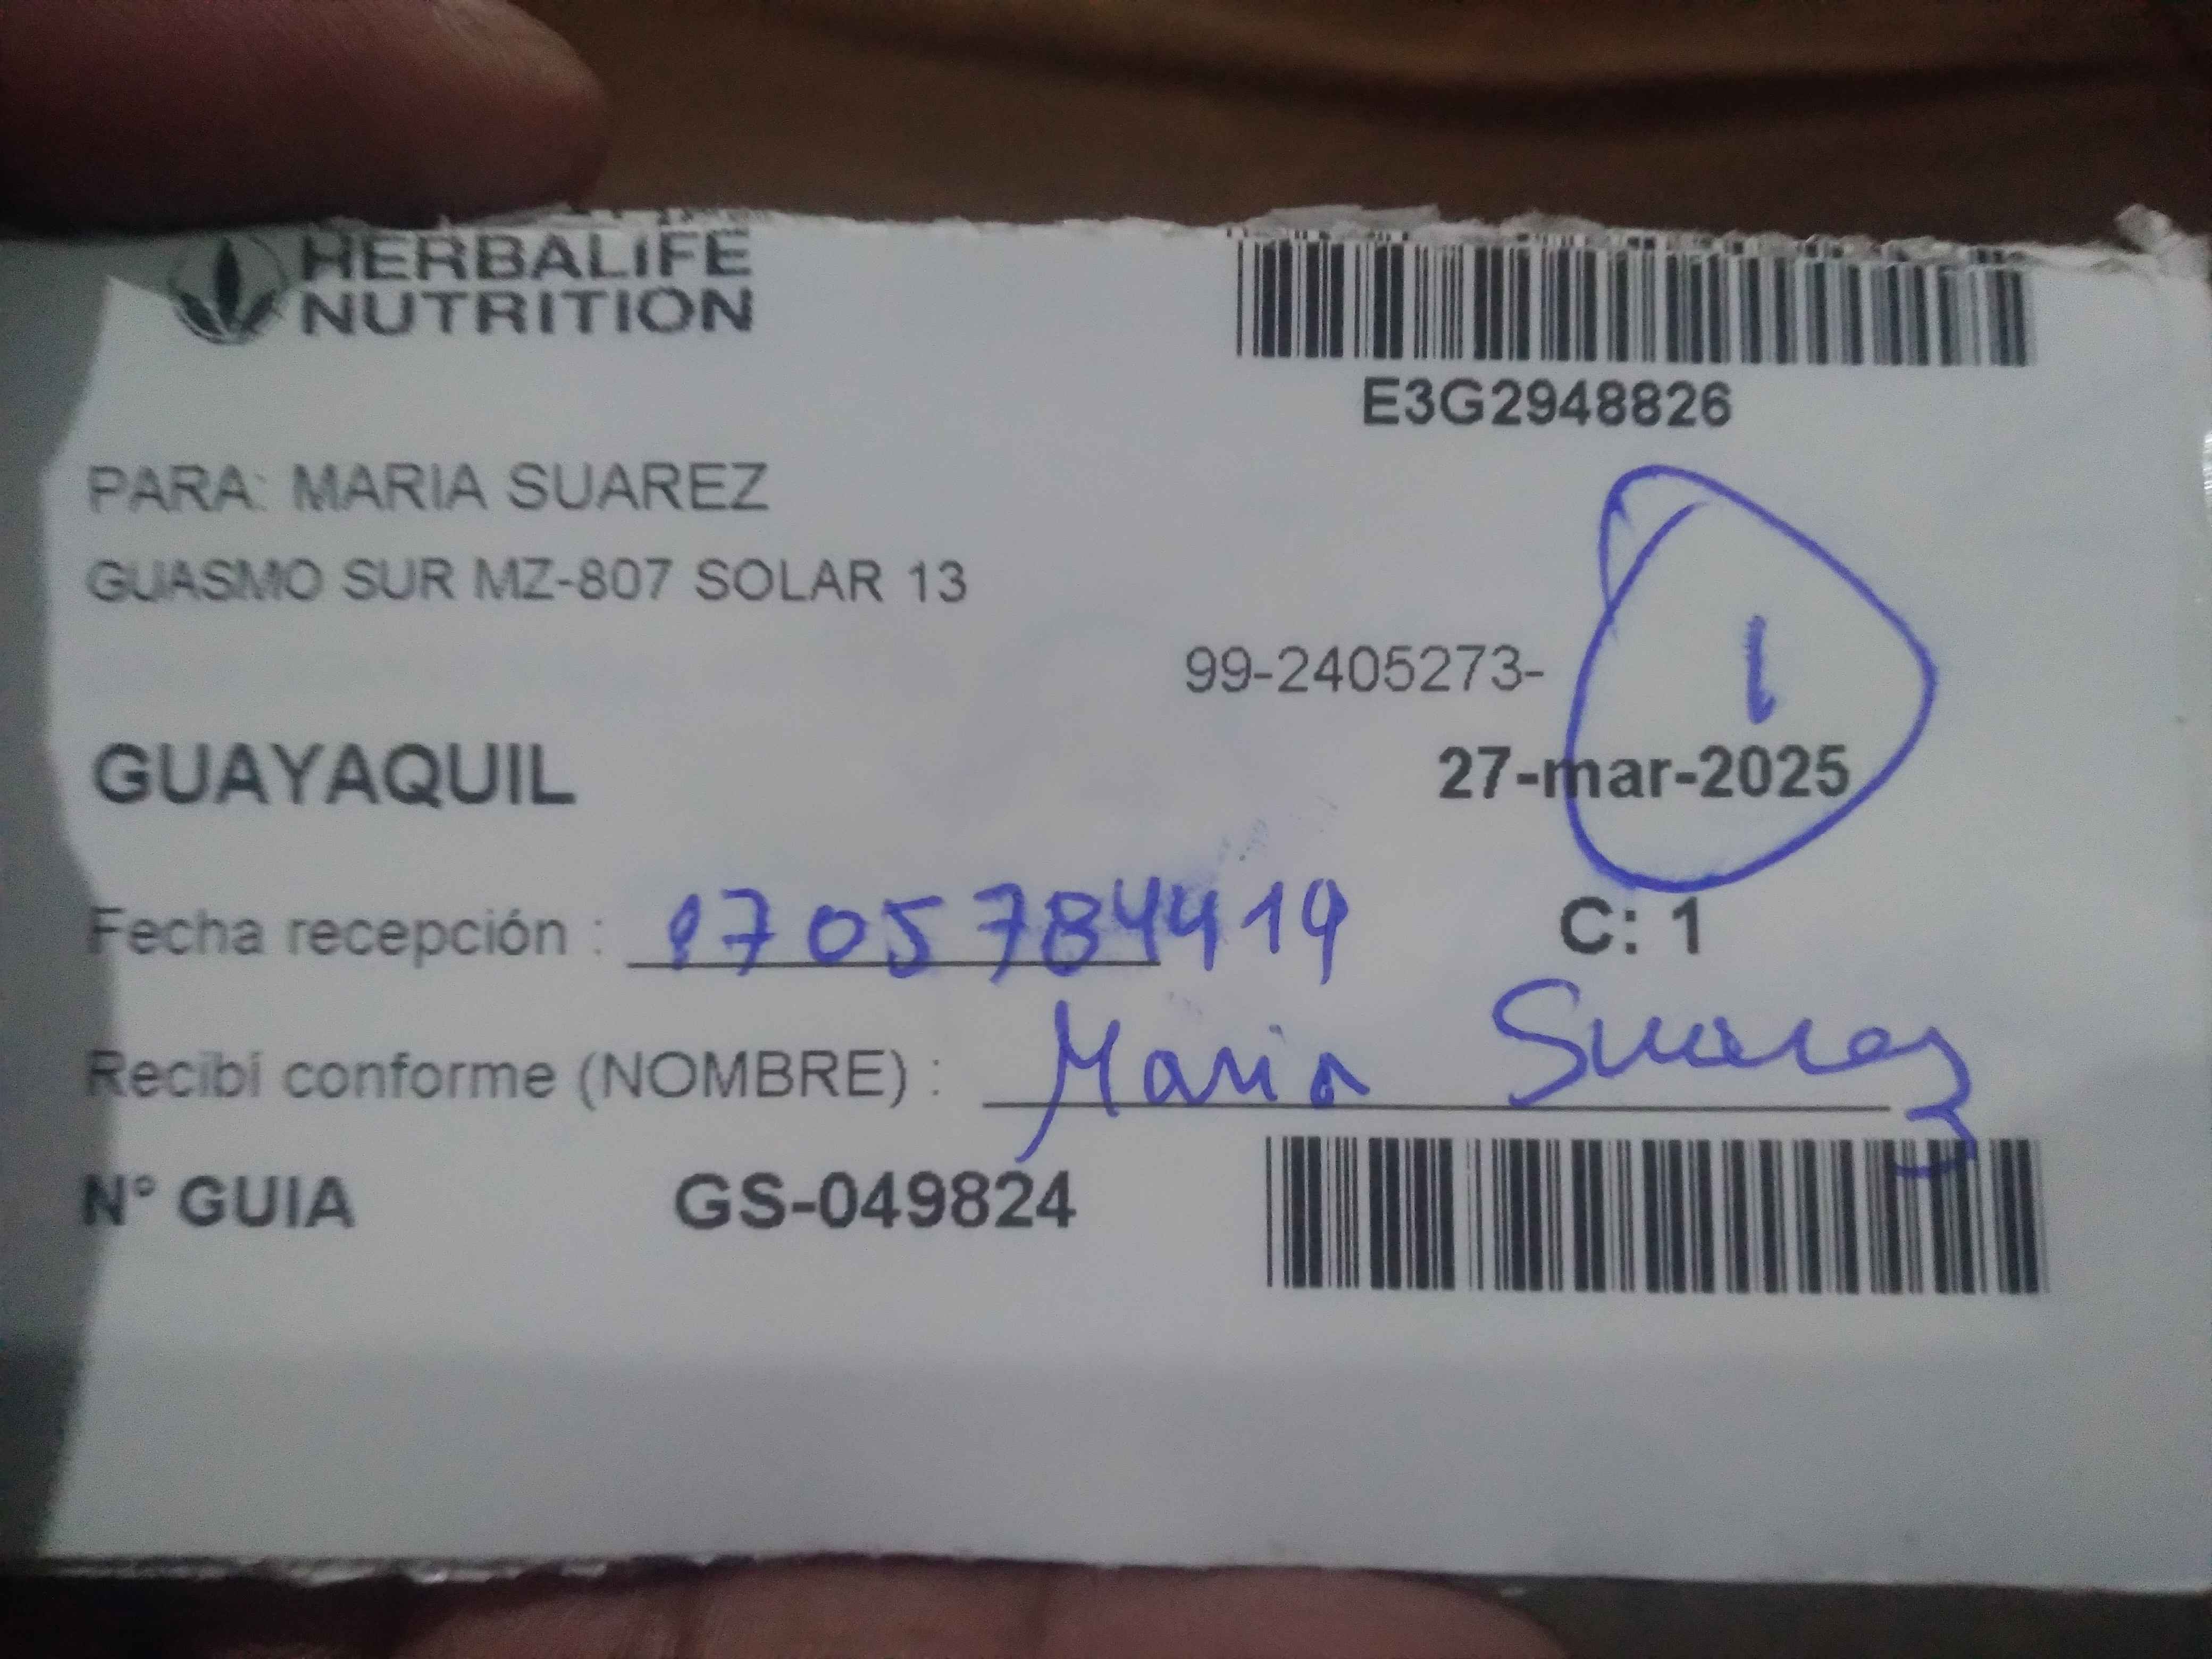 HERBALIFE
NUTRITION
E3G2948826
PARA: MARIA SUAREZ
GUASMO SUR MZ-807 SOLAR 13
99-2405273-
1
GUAYAQUIL
27-mar-2025
Fecha recepción : 1705784419
C: 1
Recibí conforme (NOMBRE) : Maria Suarez
N° GUIA GS-049824